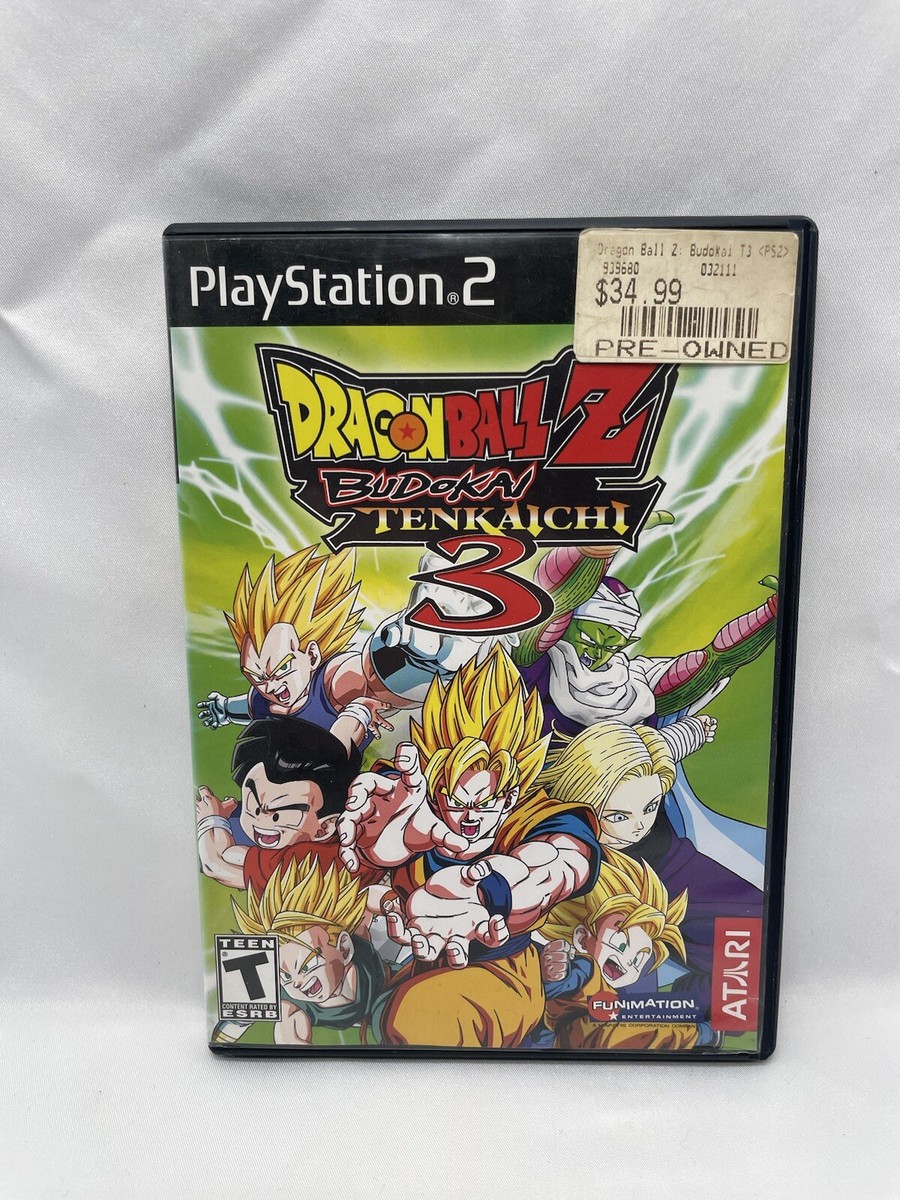 PlayStation®2
Dragon Ball Z: Budokai T3 <PS2>
939680 032111
$34.99
PRE-OWNED
DRAGON BALL Z
BUDOKAI
TENKAICHI
3
TEEN
T
CONTENT RATED BY
ESRB
FUNIMATION®
ENTERTAINMENT
ATARI